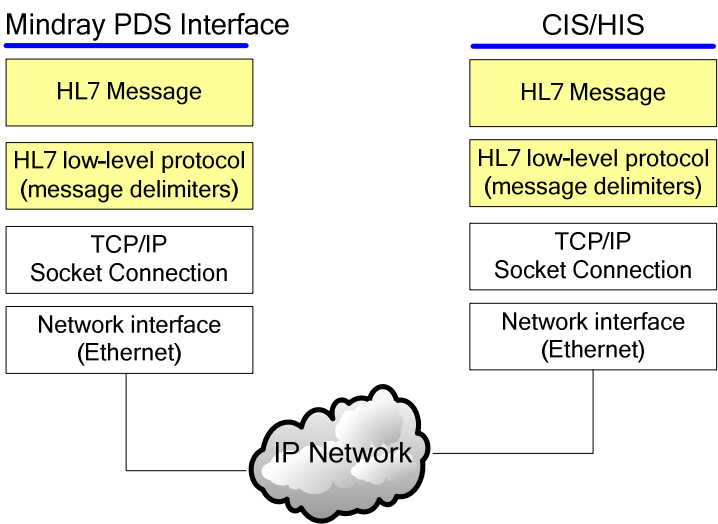 Mindray PDS Interface
HL7 Message
HL7 low-level protocol
(message delimiters)
TCP/IP
Socket Connection
Network interface
(Ethernet)
CIS/HIS
HL7 Message
HL7 low-level protocol
(message delimiters)
TCP/IP
Socket Connection
Network interface
(Ethernet)
IP Network